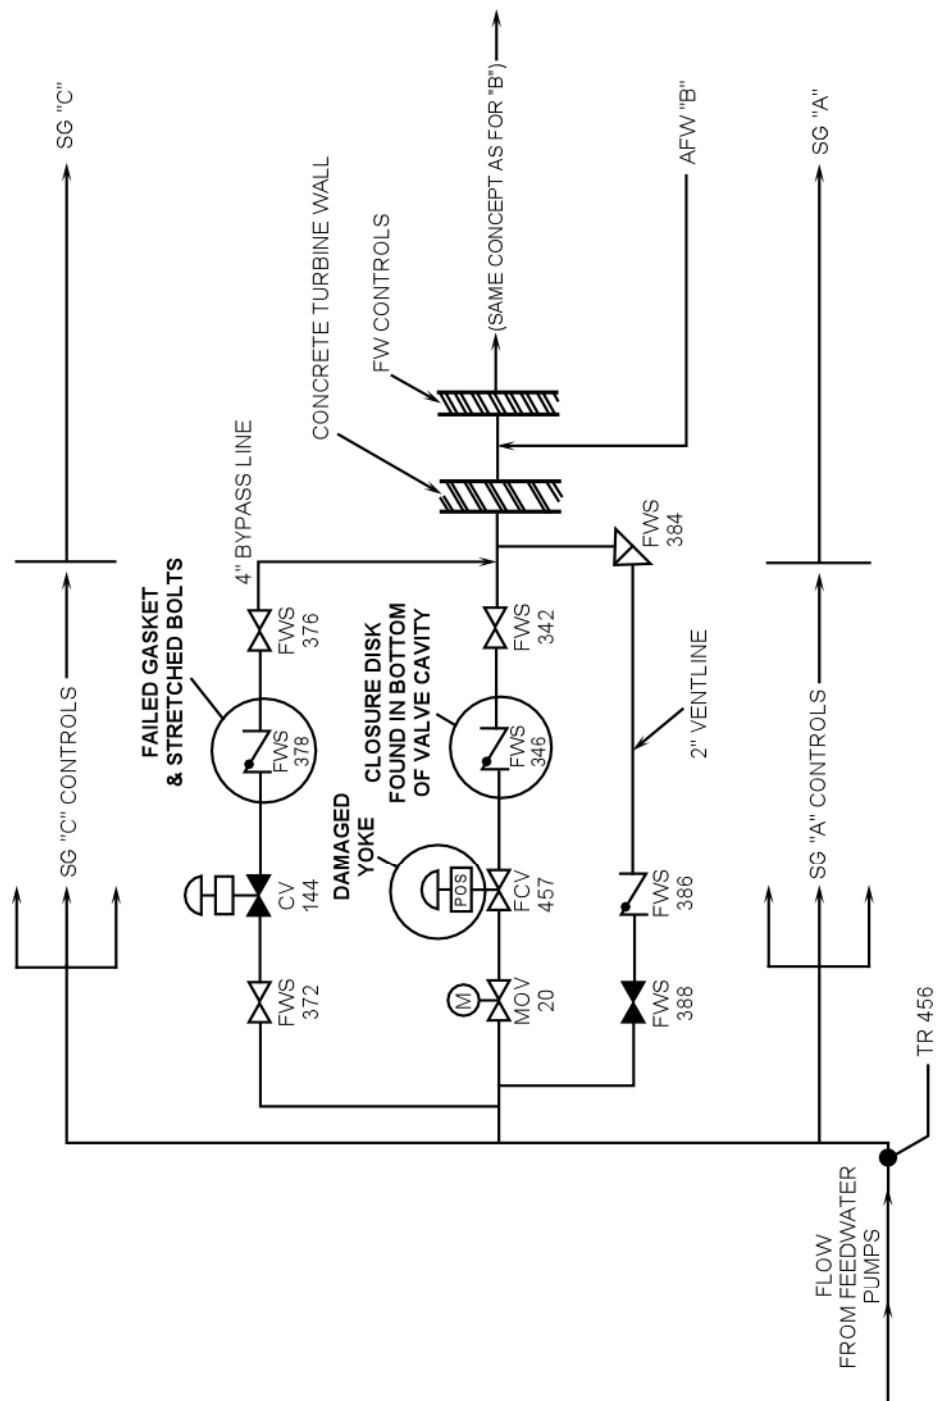 SG "C"
(SAME CONCEPT AS FOR "B")
AFW "B"
SG "A"
CONCRETE TURBINE WALL
FW CONTROLS
4" BYPASS LINE
FAILED GASKET
& STRETCHED BOLTS
SG "C" CONTROLS
FWS
376
FWS
342
FWS
384
CLOSURE DISK
FOUND IN BOTTOM
OF VALVE CAVITY
FWS
378
FWS
346
2" VENTLINE
SG "A" CONTROLS
DAMAGED
YOKE
CV
144
POS
FCV
457
FWS
386
FWS
372
M
MOV
20
FWS
388
TR 456
FLOW
FROM FEEDWATER
PUMPS